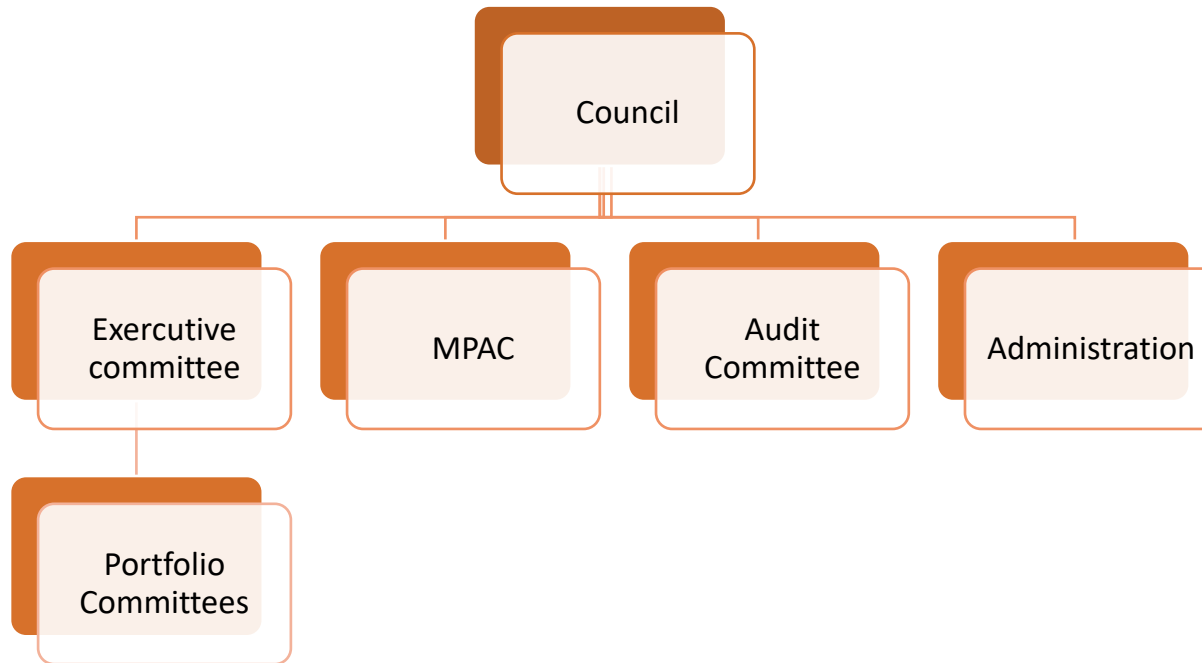 Council
Exercutive
committee
MPAC
Audit
Committee
Administration
Portfolio
Committees